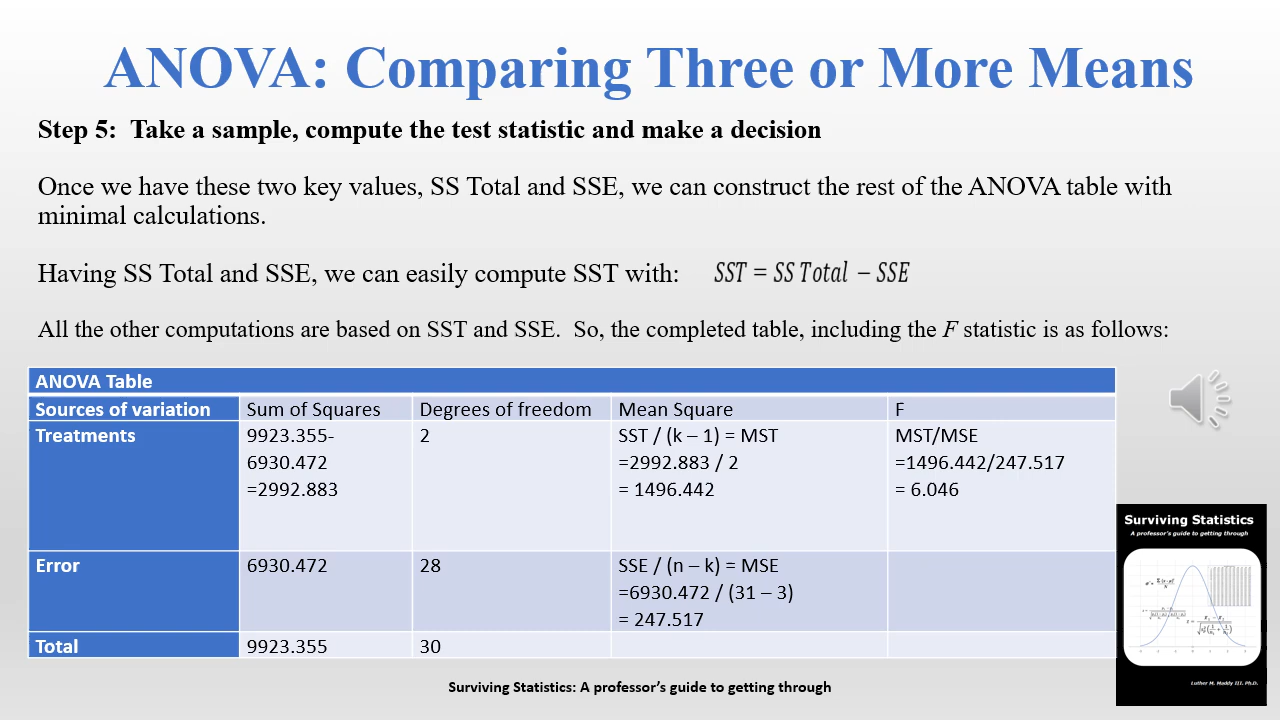 ANOVA: Comparing Three or More Means
Step 5:  Take a sample, compute the test statistic and make a decision
Once we have these two key values, SS Total and SSE, we can construct the rest of the ANOVA table with
minimal calculations.
Having SS Total and SSE, we can easily compute SST with: SST = SS Total − SSE
All the other computations are based on SST and SSE.  So, the completed table, including the F statistic is as follows:
ANOVA Table
Sources of variation Sum of Squares Degrees of freedom Mean Square F
Treatments 9923.355- 2 SST / (k – 1) = MST MST/MSE
6930.472 =2992.883 / 2 =1496.442/247.517
=2992.883 = 1496.442 = 6.046
Error 6930.472 28 SSE / (n – k) = MSE
=6930.472 / (31 – 3)
= 247.517
Total 9923.355 30
Surviving Statistics
A professor's guide to getting through
Luther M. Maddy III, Ph.D.
Surviving Statistics: A professor's guide to getting through